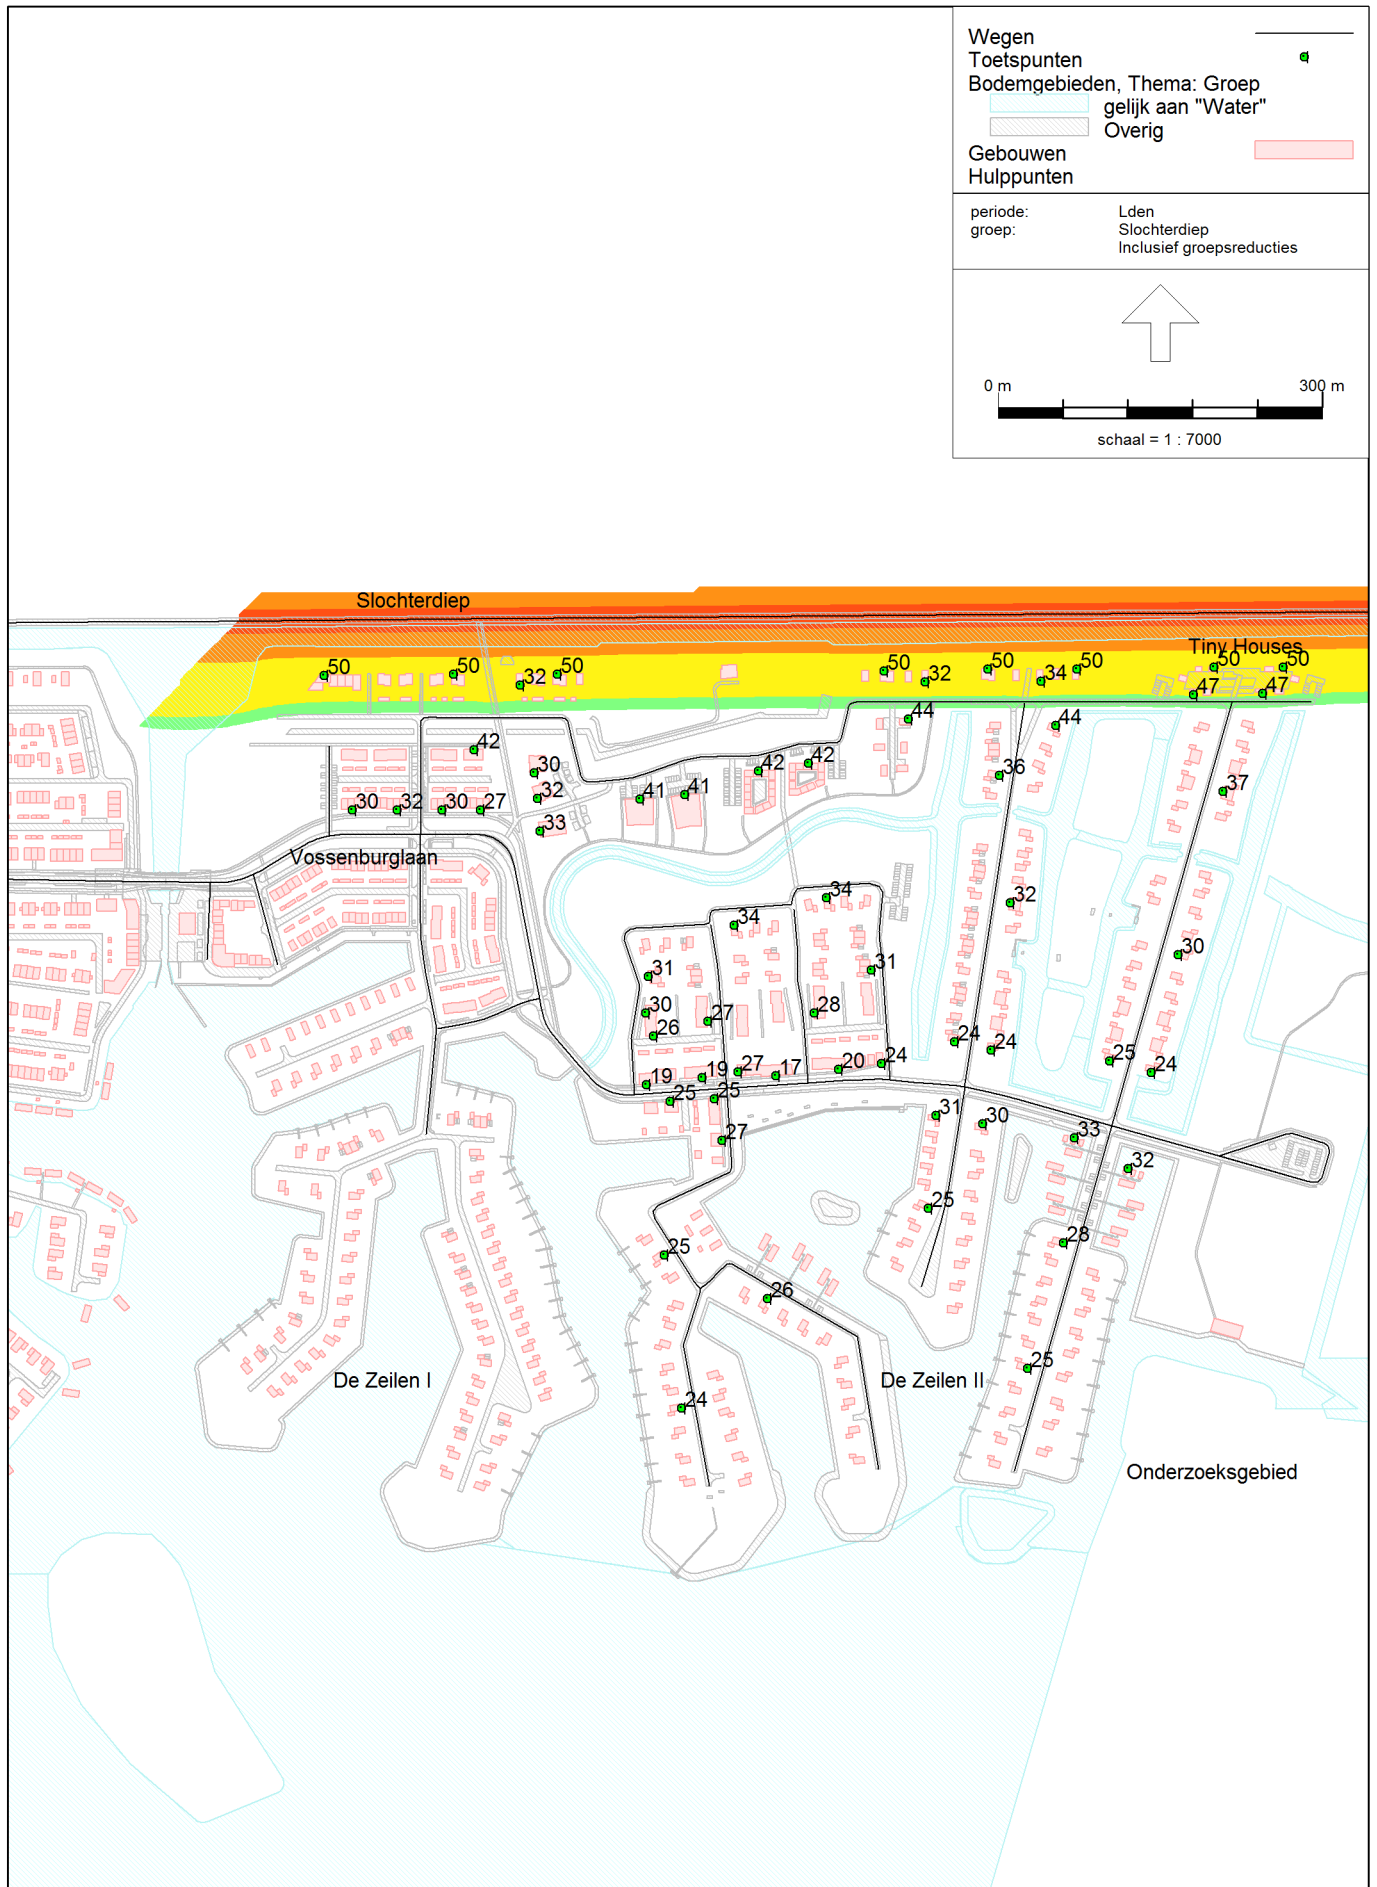 Wegen
Toetspunten
Bodemgebieden, Thema: Groep
gelijk aan "Water"
Overig
Gebouwen
Hulppunten
periode: Lden
groep: Slochterdiep
Inclusief groepsreducties
0 m 300 m
schaal = 1 : 7000
Slochterdiep
Tiny Houses
50 50 50 50 50 50 50 50
32 32 34
47 47
44 44
42 42 42
30 36
32 41 41 37
30 32 30 27
33
Vossenburglaan
34 32
34
30
31 31
30 28
27
26 24 24
27 20 24 25 24
19 19 17
25 25 31 30
27 33
32
25
28
25
26
25
De Zeilen I De Zeilen II
24
Onderzoeksgebied